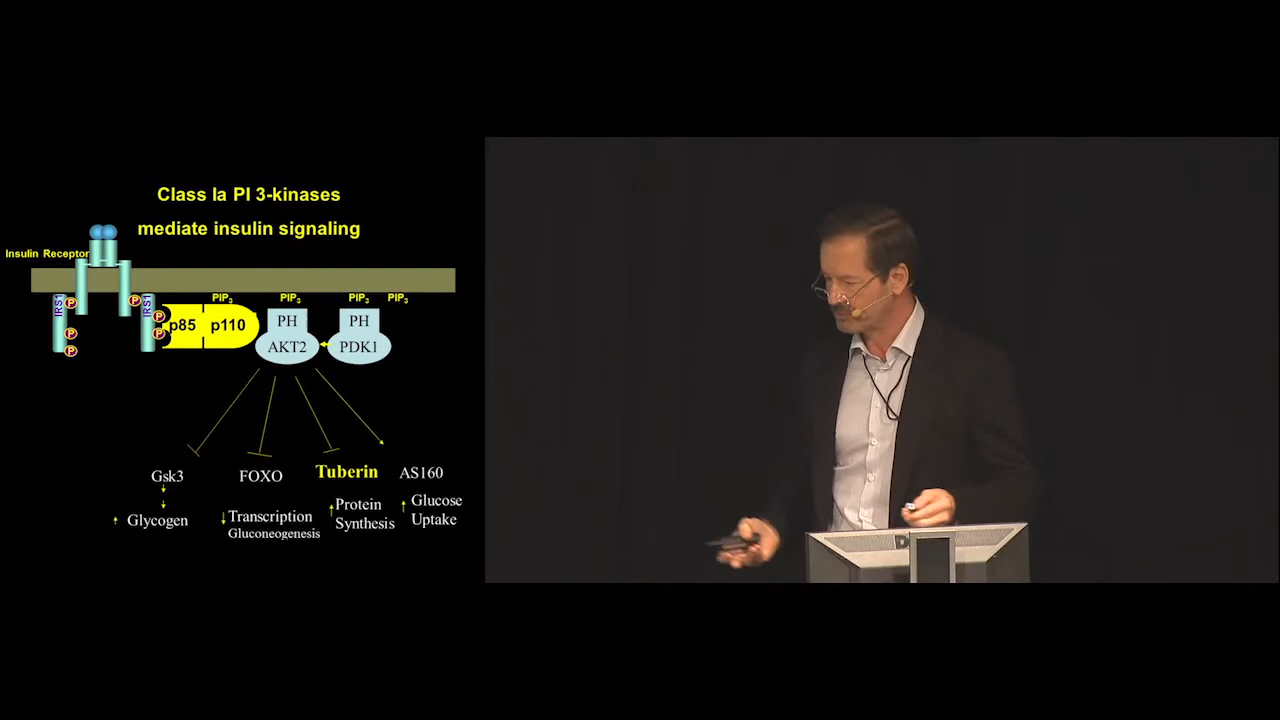 Class Ia PI 3-kinases
mediate insulin signaling
Insulin Receptor
PIP3 PIP3 PIP3 PIP3
IRS1 P P IRS1 P
p85 p110 PH PH
P P
AKT2 PDK1
P
Gsk3 FOXO Tuberin AS160
Glycogen
Transcription
Gluconeogenesis
Protein
Synthesis
Glucose
Uptake